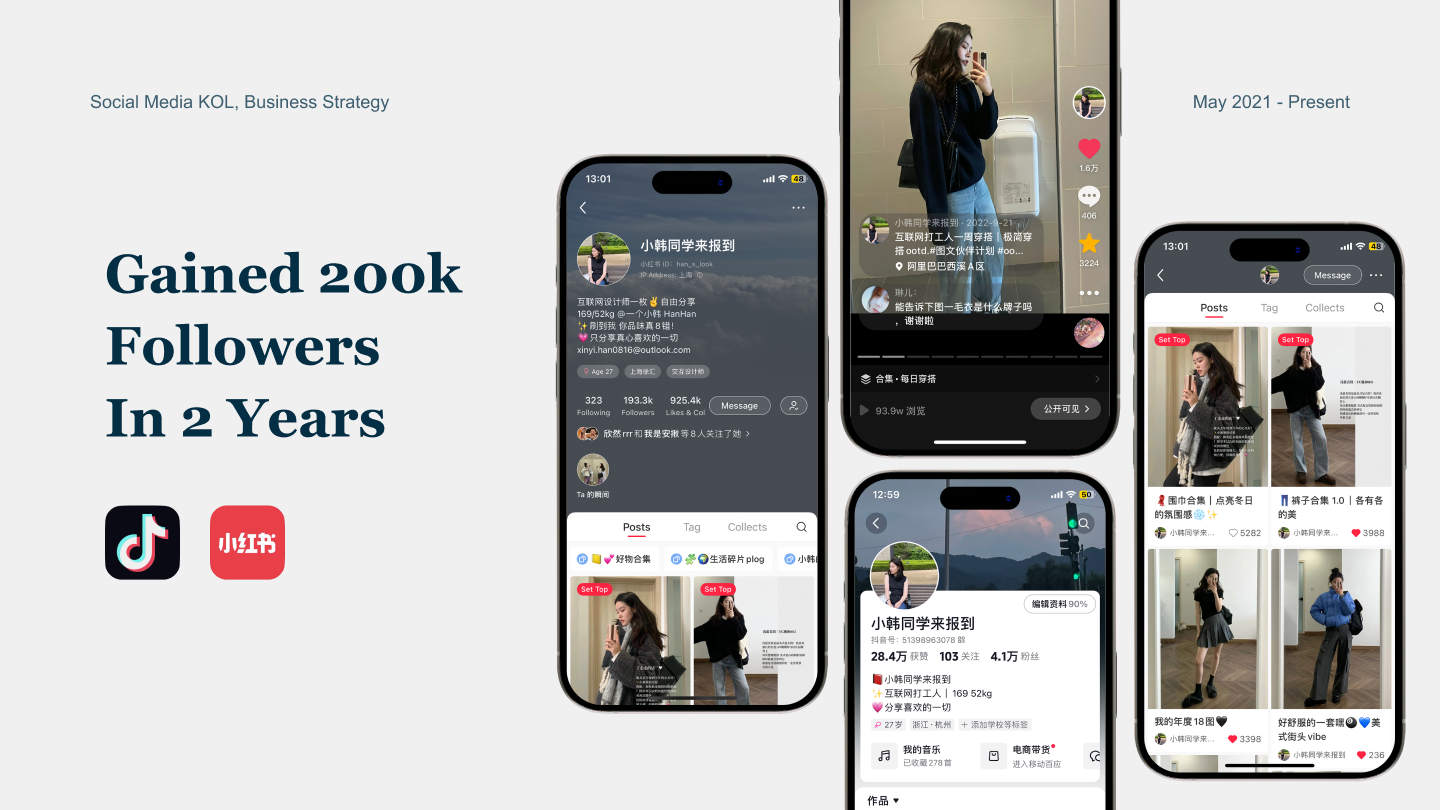 Social Media KOL, Business Strategy
May 2021 - Present
Gained 200k
Followers
In 2 Years
小红书
13:01
48
小韩同学来报到
小红书 ID: han_s_look
IP Address: 上海
互联网设计师一枚✌️自由分享
169/52kg @一个小韩 HanHan
✨刷到我 你品味真8错!
💗只分享真心喜欢的一切
xinyi.han0816@outlook.com
Age 27 上海徐汇 交互设计师
323 193.3k 925.4k
Following Followers Likes & Col
Message
欣然 rrr 和 我是安揪 等 8 人关注了她
Ta 的瞬间
Posts Tag Collects
📒💕好物合集 🧩🌍生活碎片plog 小韩
Set Top Set Top
1.6万
406
3224
小韩同学来报到 · 2022-9-21
互联网打工人一周穿搭|极简穿
搭ootd.#图文伙伴计划 #oo...
阿里巴巴西溪A区
琳儿:
能告诉下图一毛衣是什么牌子吗
,谢谢啦
合集 • 每日穿搭
93.9w 浏览
公开可见
12:59
50
编辑资料 90%
小韩同学来报到
抖音号: 51398963078
28.4万 获赞 103 关注 4.1万 粉丝
📕小韩同学来报到
✨互联网打工人| 169 52kg
💗分享喜欢的一切
27岁 浙江·杭州 + 添加学校等标签
我的音乐
已收藏278首
电商带货
进入移动百应
作品
13:01
48
Message
Posts Tag Collects
Set Top Set Top
🧣围巾合集|点亮冬日
的氛围感❄️✨
小韩同学来... 5282
👖裤子合集 1.0|各有各
的美
小韩同学来... 3988
我的年度18图🖤
小韩同学来... 3398
好舒服的一套嘿🎱💙美
式街头vibe
小韩同学来报到 236